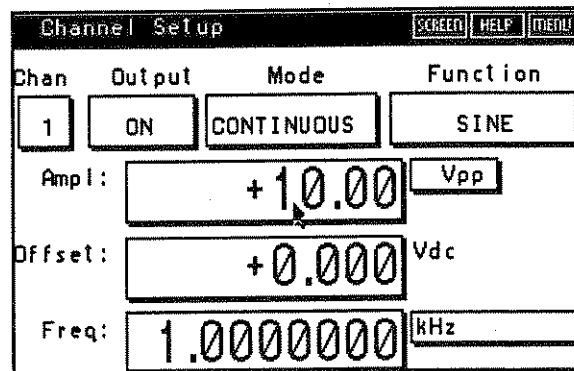 Channel Setup SCREEN HELP MENU
Chan Output Mode Function
1 ON CONTINUOUS SINE
Ampl: +10.00 Vpp
Offset: +0.000 Vdc
Freq: 1.0000000 kHz